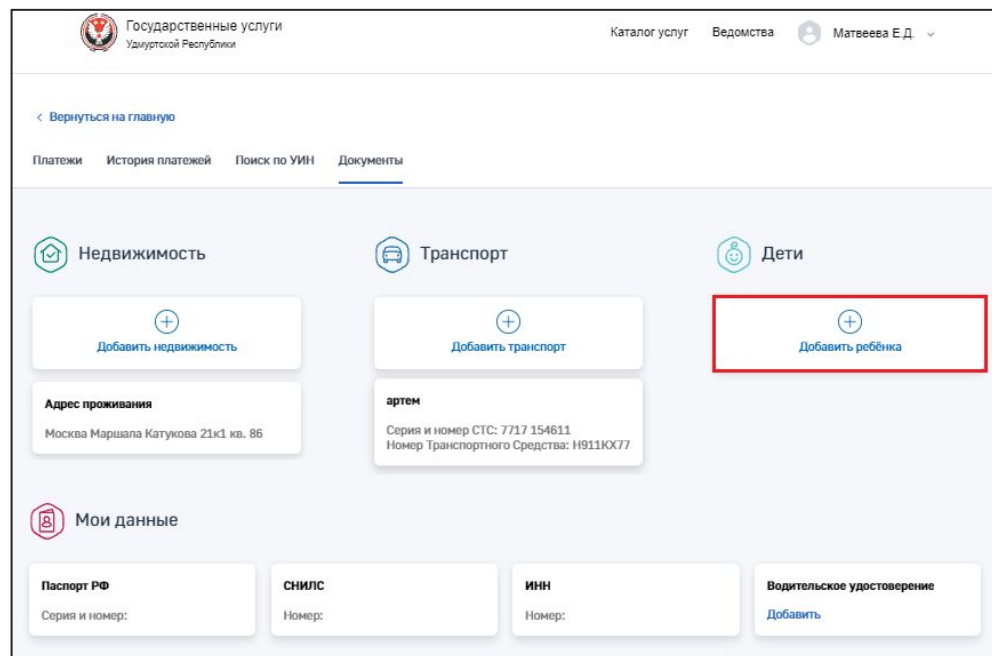 Государственные услуги
Удмуртской Республики
Каталог услуг Ведомства Матвеева Е.Д.
Вернуться на главную
Платежи История платежей Поиск по УИН Документы
Недвижимость Транспорт Дети
Добавить недвижимость Добавить транспорт Добавить ребёнка
Адрес проживания
Москва Маршала Катукова 21к1 кв. 86
артем
Серия и номер СТС: 7717 154611
Номер Транспортного Средства: Н911КХ77
Мои данные
Паспорт РФ СНИЛС ИНН Водительское удостоверение
Серия и номер: Номер: Номер: Добавить